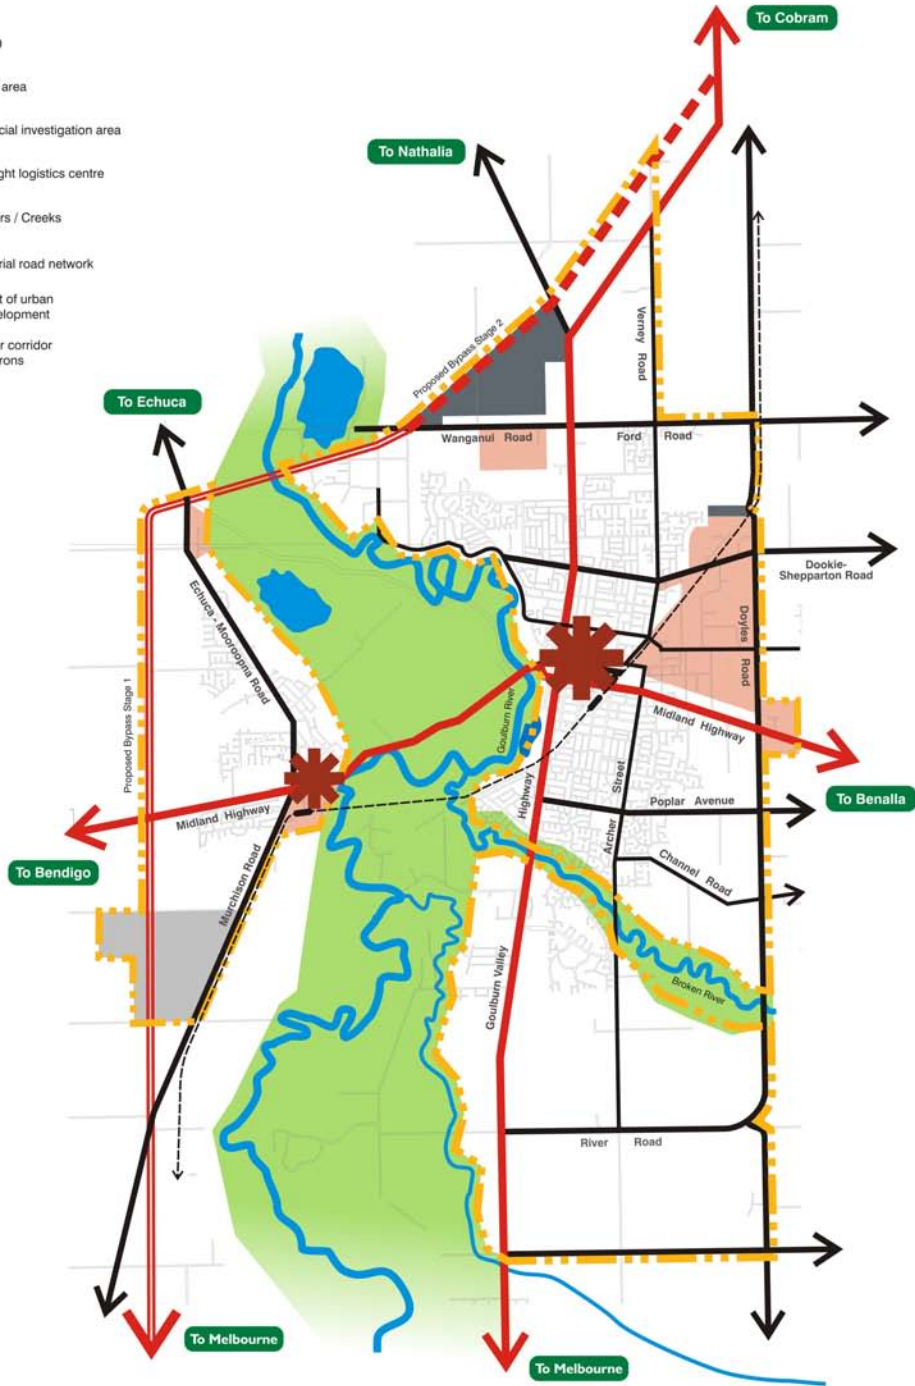 area
cial investigation area
ght logistics centre
rs / Creeks
rial road network
t of urban
elopment
r corridor
rons
To Cobram
To Nathalia
Proposed Bypass Stage 2
Verney Road
To Echuca
Wanganui Road
Ford Road
Dookie-
Shepparton Road
Echuca - Mooroopna Road
Doyles Road
Proposed Bypass Stage 1
Goulburn River
Midland Highway
Midland Highway
Archer Street
Poplar Avenue
To Benalla
To Bendigo
Channel Road
Murchison Road
Goulburn Valley Highway
Broken River
River Road
To Melbourne
To Melbourne